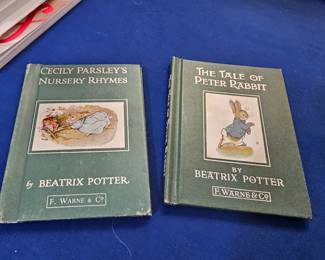 CECILY PARSLEY'S
NURSERY RHYMES
By BEATRIX POTTER
F. WARNE & Co
THE TALE OF
PETER RABBIT
BY
BEATRIX POTTER
F. WARNE & Co